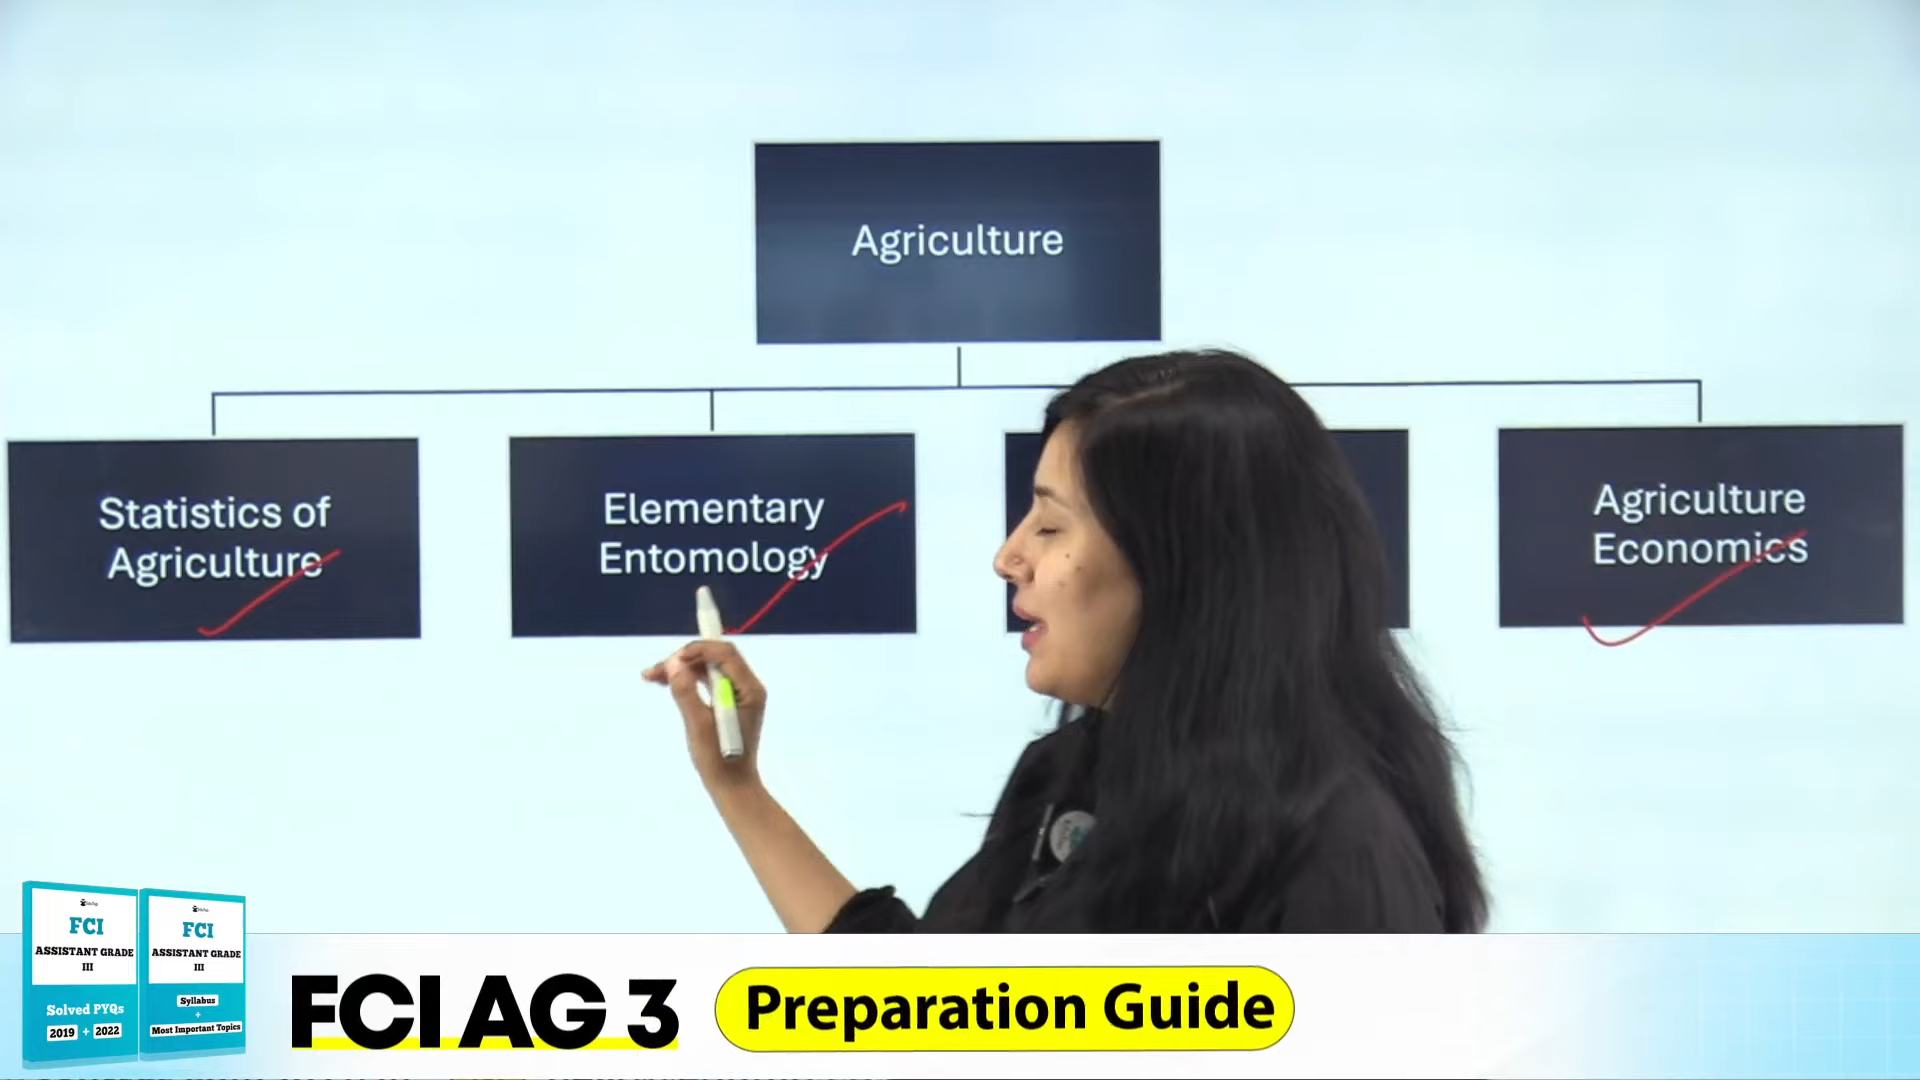 Agriculture
Statistics of
Agriculture
Elementary
Entomology
Agriculture
Economics
FCI
ASSISTANT GRADE
III
Solved PYQs
2019 + 2022
FCI
ASSISTANT GRADE
III
Syllabus
+
Most Important Topics
FCI AG 3
Preparation Guide